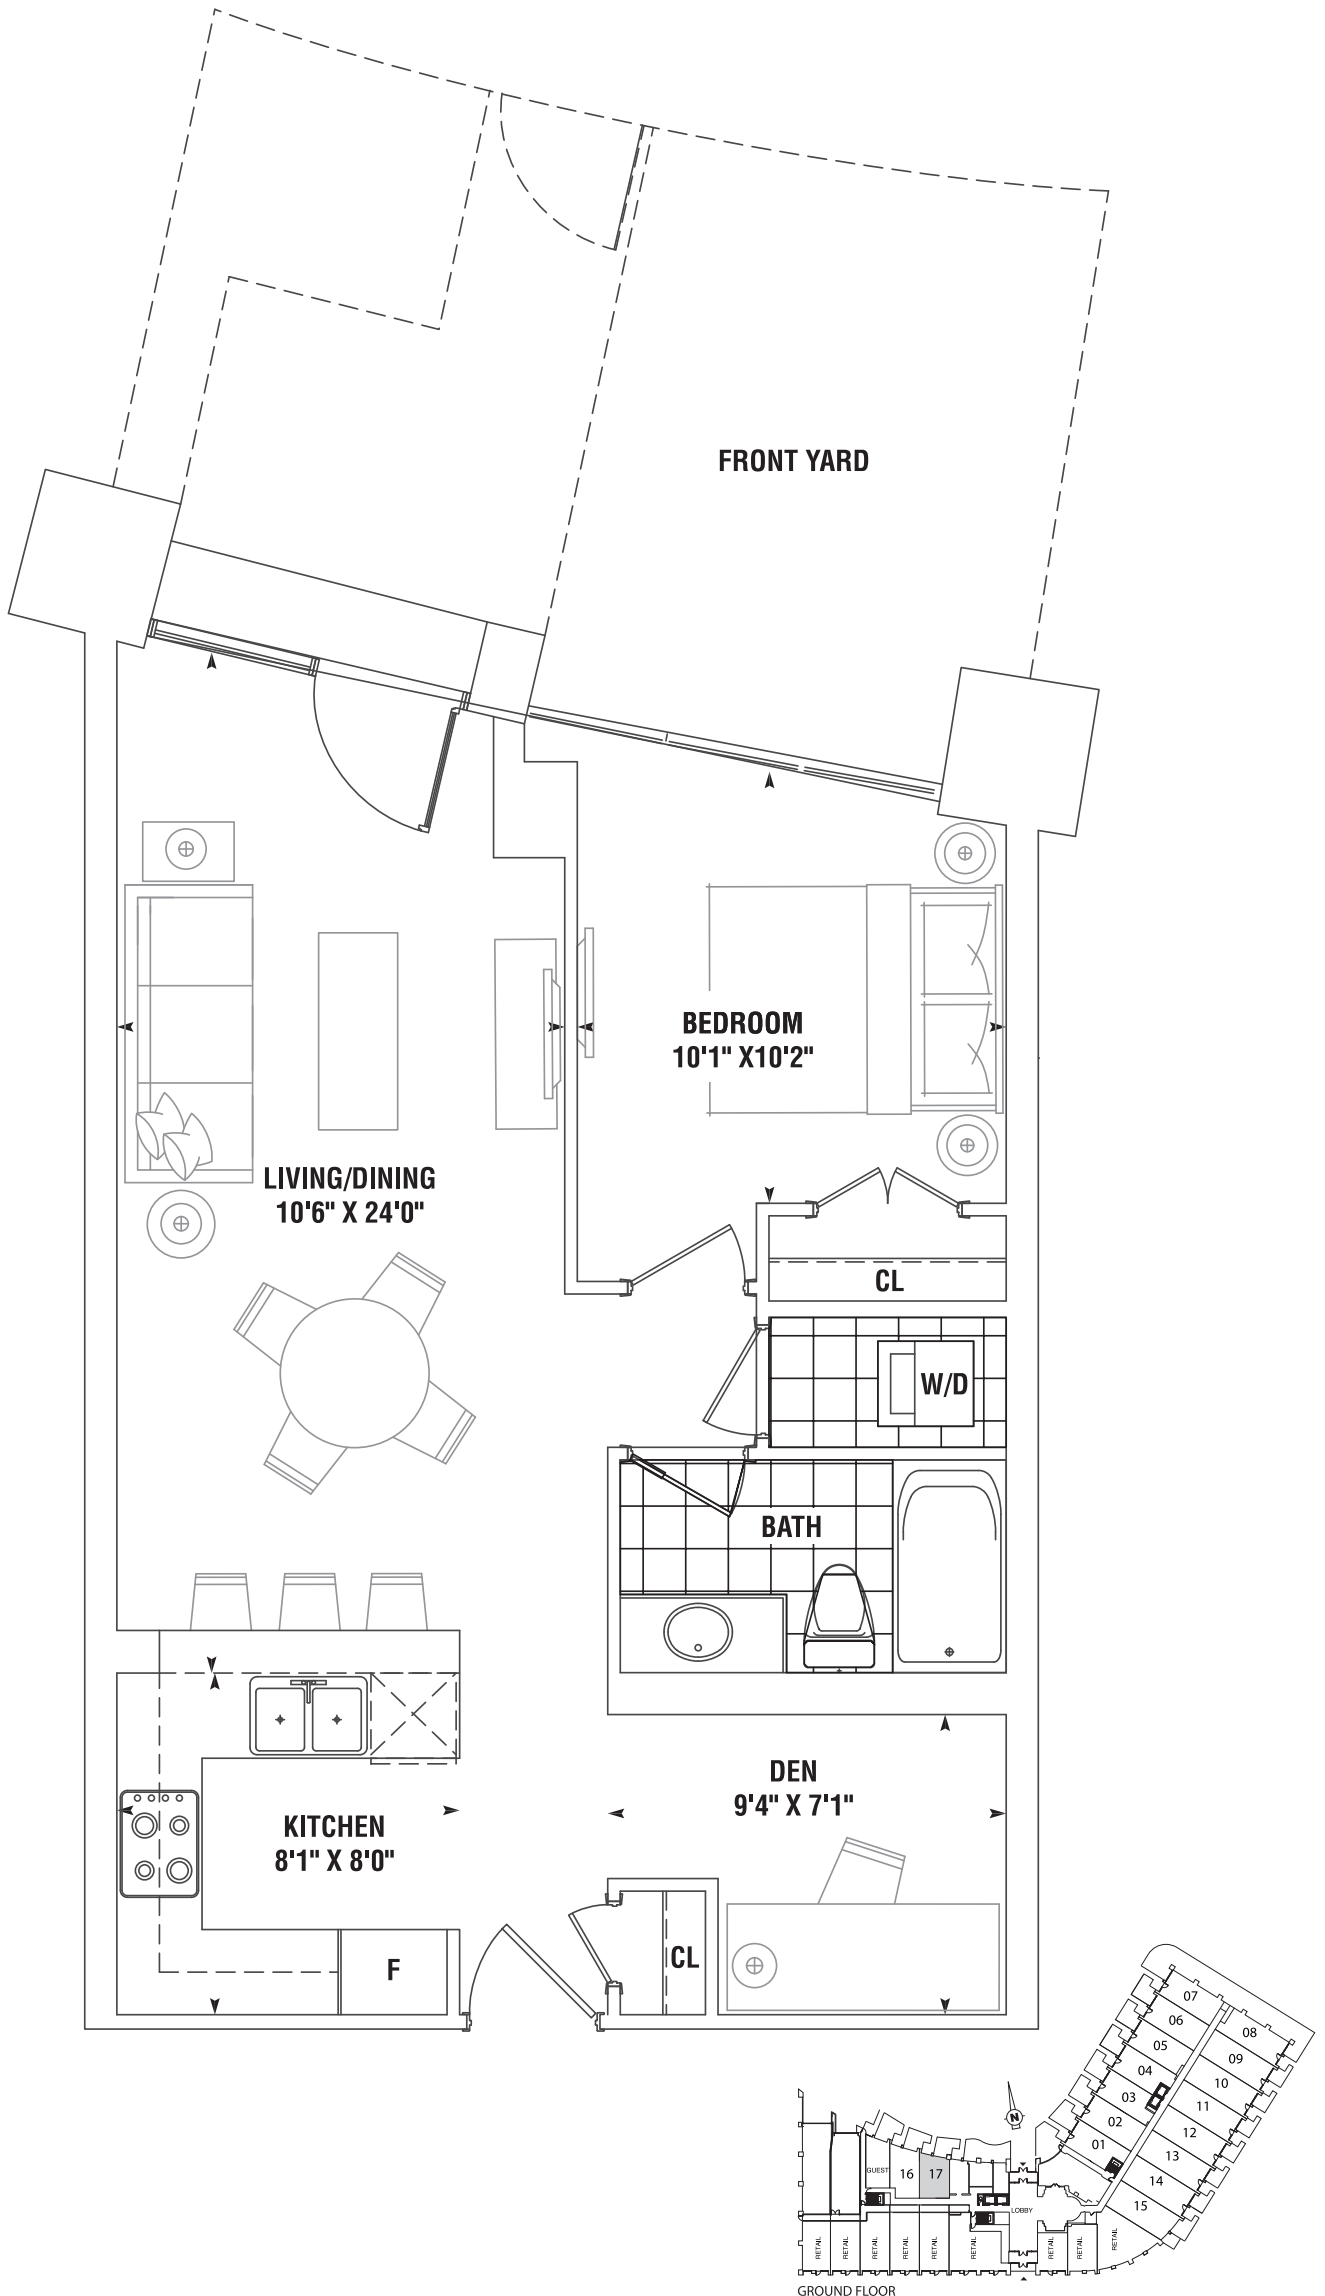 FRONT YARD
BEDROOM
10'1" X10'2"
LIVING/DINING
10'6" X 24'0"
CL
W/D
BATH
DEN
9'4" X 7'1"
KITCHEN
8'1" X 8'0"
F
CL
07
06
08
05
09
04
10
03
11
02
12
01
13
14
15
N
GUEST
16
17
LOBBY
RETAIL
RETAIL
RETAIL
RETAIL
RETAIL
RETAIL
RETAIL
RETAIL
RETAIL
GROUND FLOOR